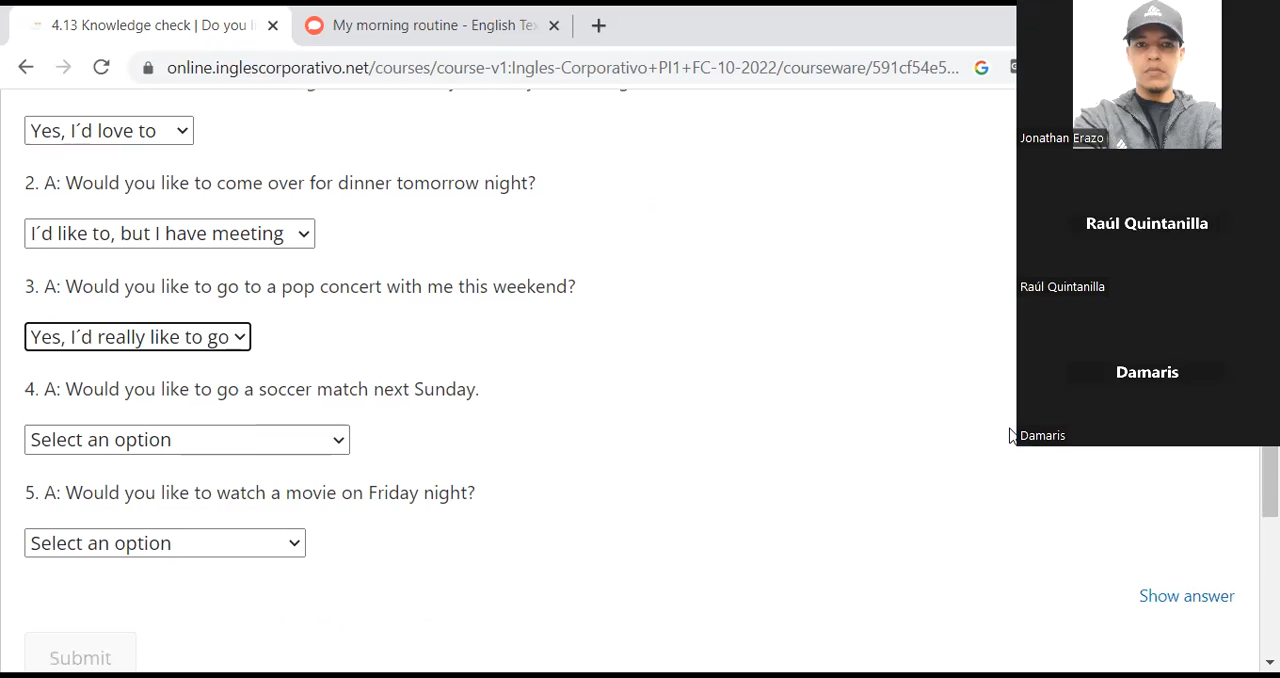 4.13 Knowledge check | Do you li
My morning routine - English Tex
online.inglescorporativo.net/courses/course-v1:Ingles-Corporativo+PI1+FC-10-2022/courseware/591cf54e5...
Yes, I´d love to
2. A: Would you like to come over for dinner tomorrow night?
I´d like to, but I have meeting
3. A: Would you like to go to a pop concert with me this weekend?
Yes, I´d really like to go
4. A: Would you like to go a soccer match next Sunday.
Select an option
5. A: Would you like to watch a movie on Friday night?
Select an option
Show answer
Submit
Jonathan Erazo
Raúl Quintanilla
Raúl Quintanilla
Damaris
Damaris